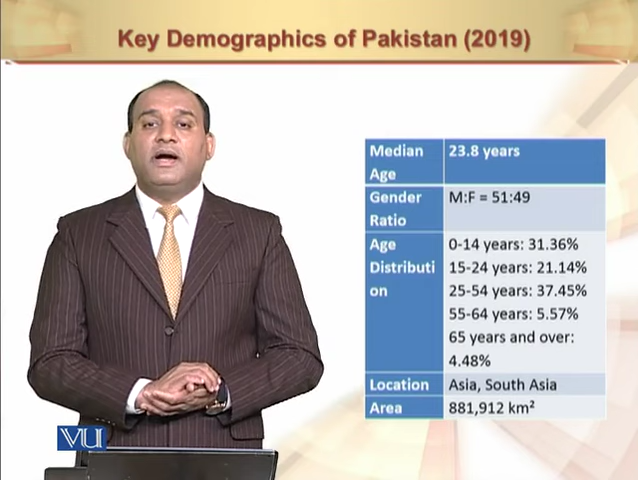 Key Demographics of Pakistan (2019)
Median
Age
23.8 years
Gender
Ratio
M:F = 51:49
Age
Distributi
on
0-14 years: 31.36%
15-24 years: 21.14%
25-54 years: 37.45%
55-64 years: 5.57%
65 years and over:
4.48%
Location
Asia, South Asia
Area
881,912 km²
VU